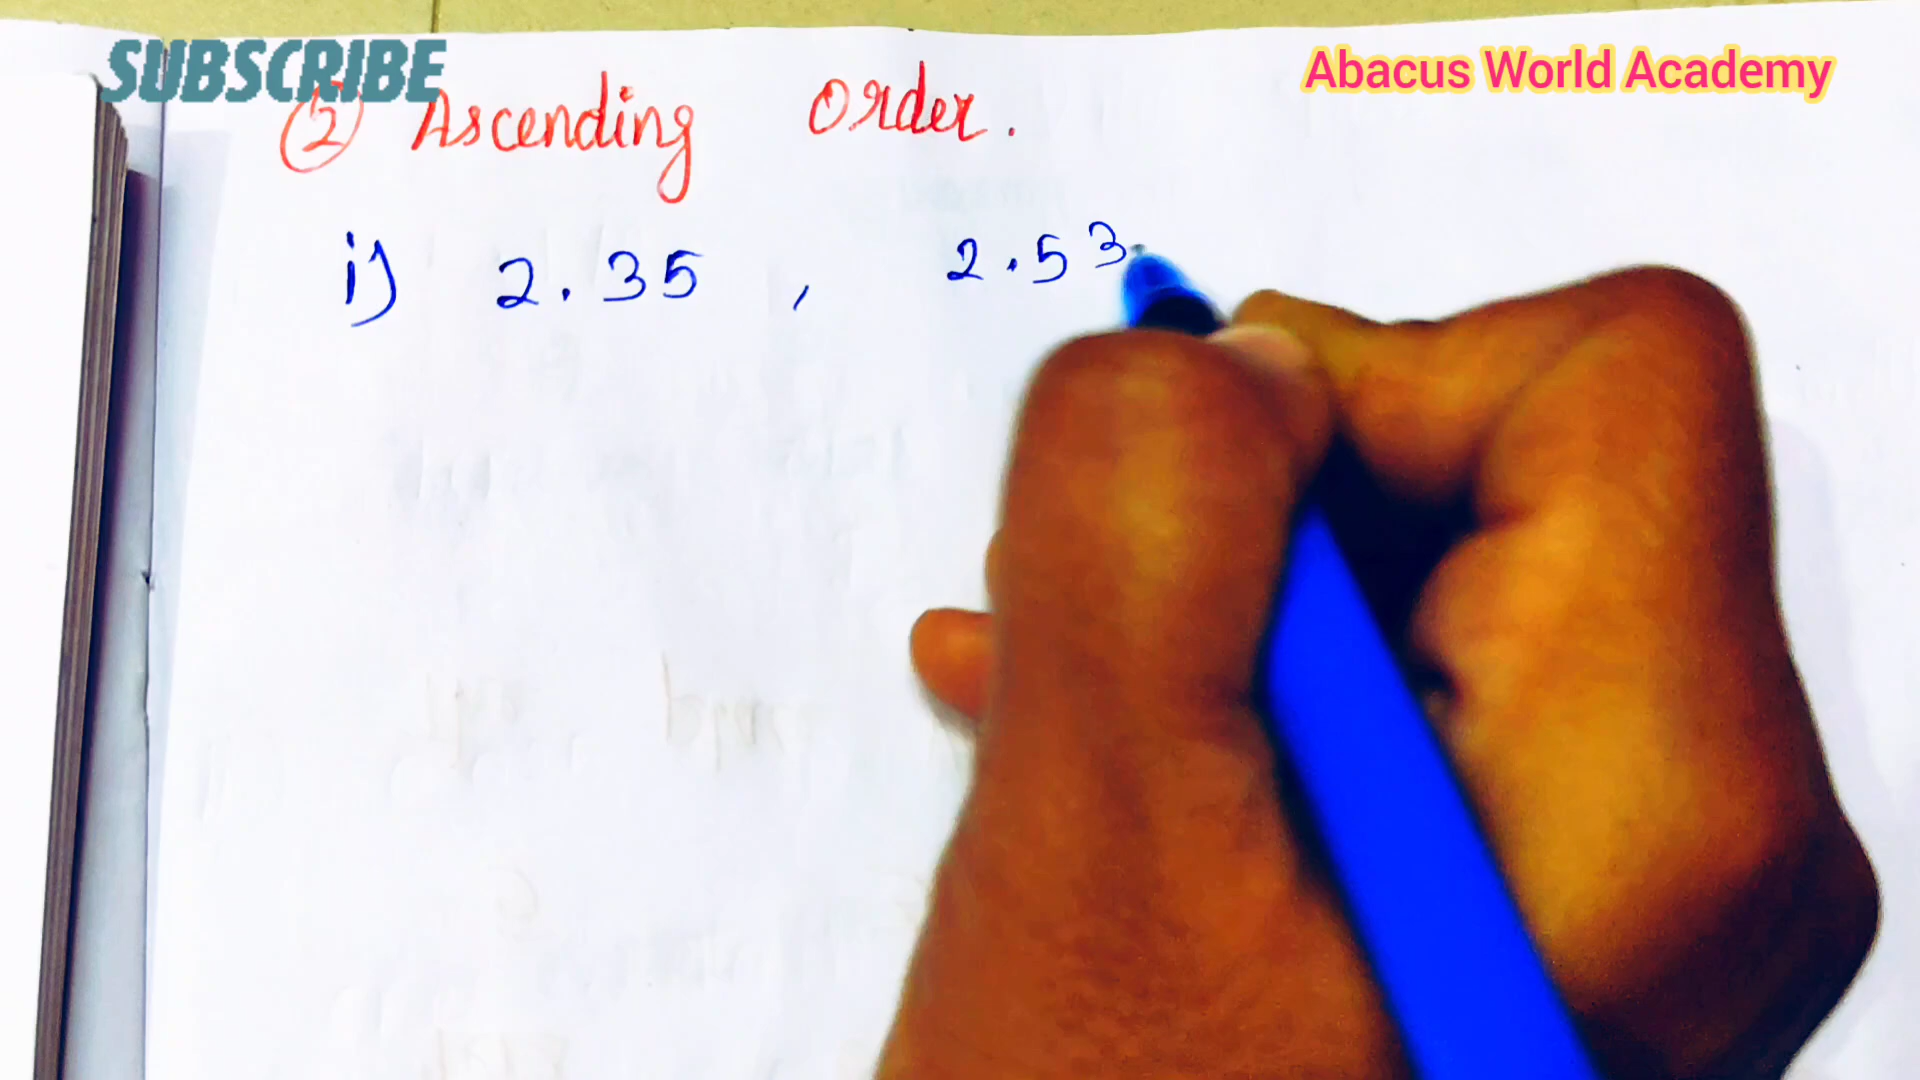 SUBSCRIBE
Abacus World Academy
② Ascending Order.
i) 2.35 , 2.53